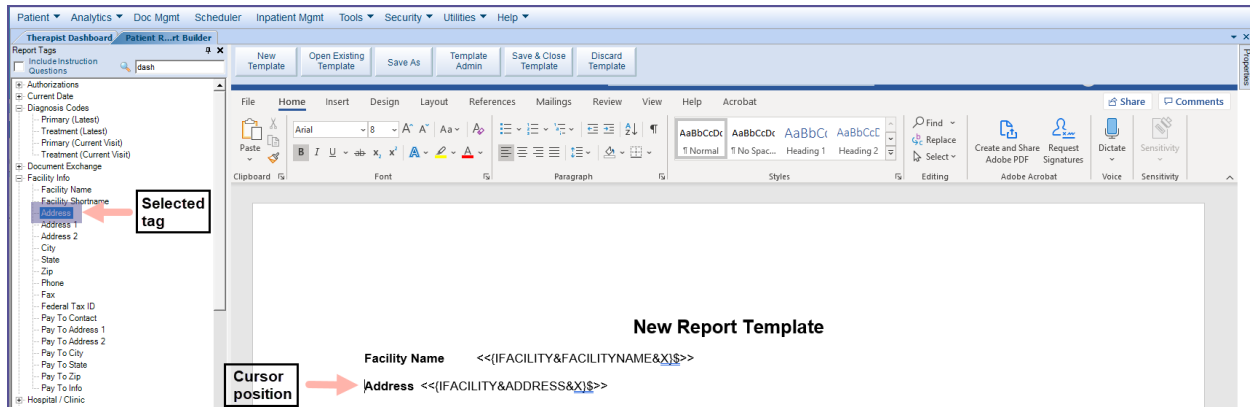 Patient Analytics Doc Mgmt Scheduler Inpatient Mgmt Tools Security Utilities Help
Therapist Dashboard Patient R...rt Builder
Report Tags
Include Instruction Questions
dash
Authorizations
Current Date
Diagnosis Codes
Primary (Latest)
Treatment (Latest)
Primary (Current Visit)
Treatment (Current Visit)
Document Exchange
Facility Info
Facility Name
Facility Shortname
Address
Address 1
Address 2
City
State
Zip
Phone
Fax
Federal Tax ID
Pay To Contact
Pay To Address 1
Pay To Address 2
Pay To City
Pay To State
Pay To Zip
Pay To Info
Hospital / Clinic
Selected tag
New Template
Open Existing Template
Save As
Template Admin
Save & Close Template
Discard Template
Properties
File Home Insert Design Layout References Mailings Review View Help Acrobat
Share Comments
Paste
Clipboard
Arial 8 A^ Aˇ Aa A
B I U ab x₂ x² A A
Font
Paragraph
AaBbCcDc AaBbCcDc AaBbCc AaBbCcE
¶ Normal ¶ No Spac... Heading 1 Heading 2
Styles
Find
Replace
Select
Editing
Create and Share Adobe PDF
Request Signatures
Adobe Acrobat
Dictate
Voice
Sensitivity
Sensitivity
New Report Template
Facility Name <<{IFACILITY&FACILITYNAME&X}$>>
Cursor position
Address <<{IFACILITY&ADDRESS&X}$>>